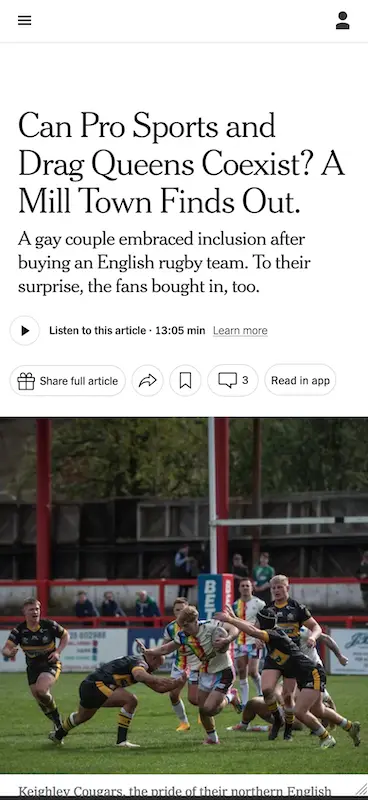 Can Pro Sports and
Drag Queens Coexist? A
Mill Town Finds Out.
A gay couple embraced inclusion after
buying an English rugby team. To their
surprise, the fans bought in, too.
Listen to this article · 13:05 min Learn more
Share full article
3
Read in app
BET
Keighley Cougars, the pride of their northern English